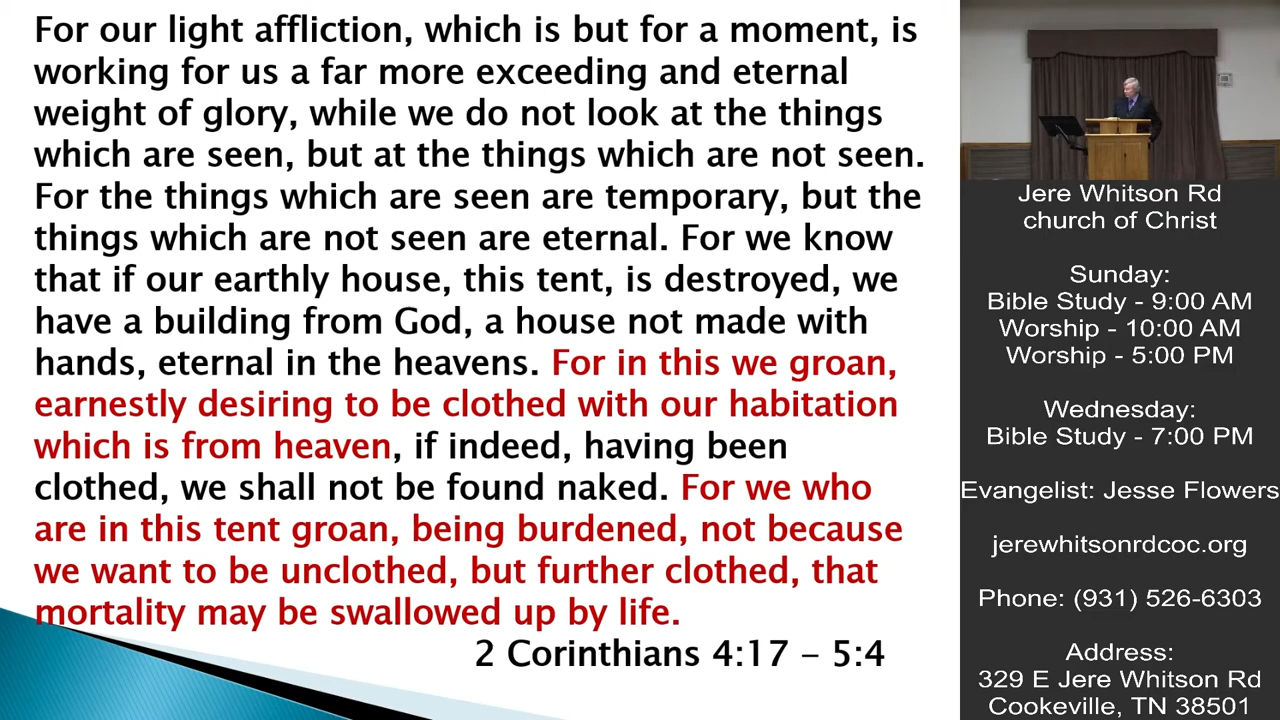 For our light affliction, which is but for a moment, is
working for us a far more exceeding and eternal
weight of glory, while we do not look at the things
which are seen, but at the things which are not seen.
For the things which are seen are temporary, but the
things which are not seen are eternal. For we know
that if our earthly house, this tent, is destroyed, we
have a building from God, a house not made with
hands, eternal in the heavens. For in this we groan,
earnestly desiring to be clothed with our habitation
which is from heaven, if indeed, having been
clothed, we shall not be found naked. For we who
are in this tent groan, being burdened, not because
we want to be unclothed, but further clothed, that
mortality may be swallowed up by life.
2 Corinthians 4:17 – 5:4
Jere Whitson Rd
church of Christ
Sunday:
Bible Study - 9:00 AM
Worship - 10:00 AM
Worship - 5:00 PM
Wednesday:
Bible Study - 7:00 PM
Evangelist: Jesse Flowers
jerewhitsonrdcoc.org
Phone: (931) 526-6303
Address:
329 E Jere Whitson Rd
Cookeville, TN 38501